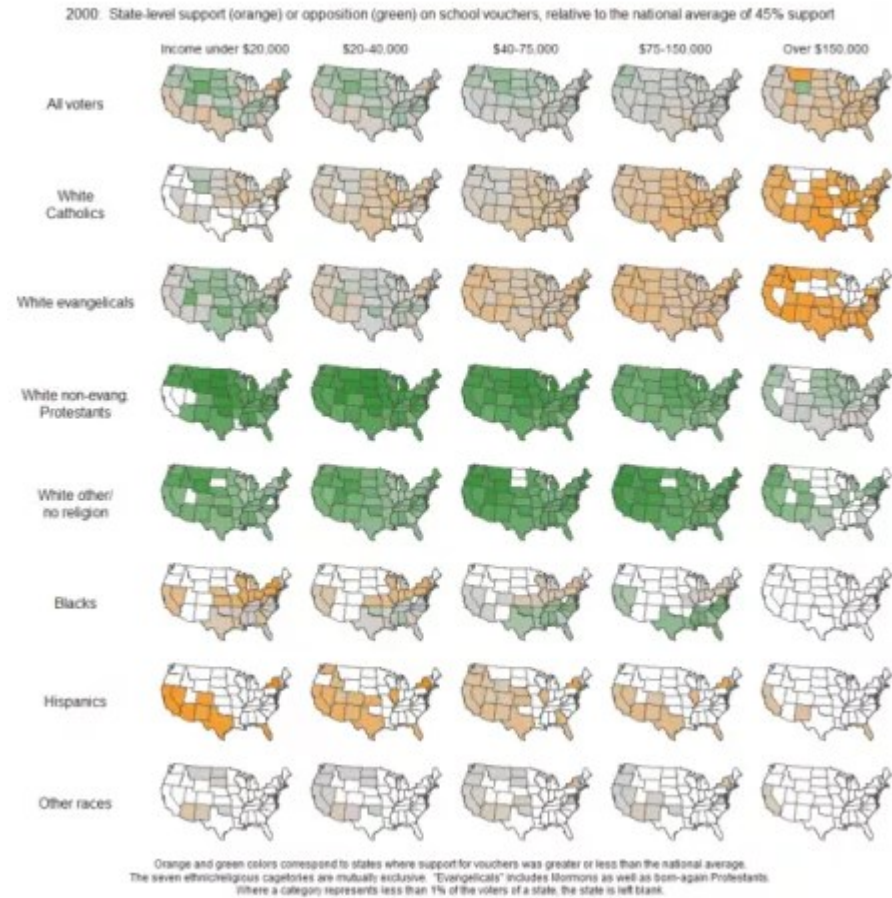 2000: State-level support (orange) or opposition (green) on school vouchers, relative to the national average of 45% support
Income under $20,000 $20-40,000 $40-75,000 $75-150,000 Over $150,000
All voters
White
Catholics
White evangelicals
White non-evang.
Protestants
White other/
no religion
Blacks
Hispanics
Other races
Orange and green colors correspond to states where support for vouchers was greater or less than the national average.
The seven ethnic/religious cagetories are mutually exclusive. "Evangelicals" includes Mormons as well as born-again Protestants.
Where a category represents less than 1% of the voters of a state, the state is left blank.